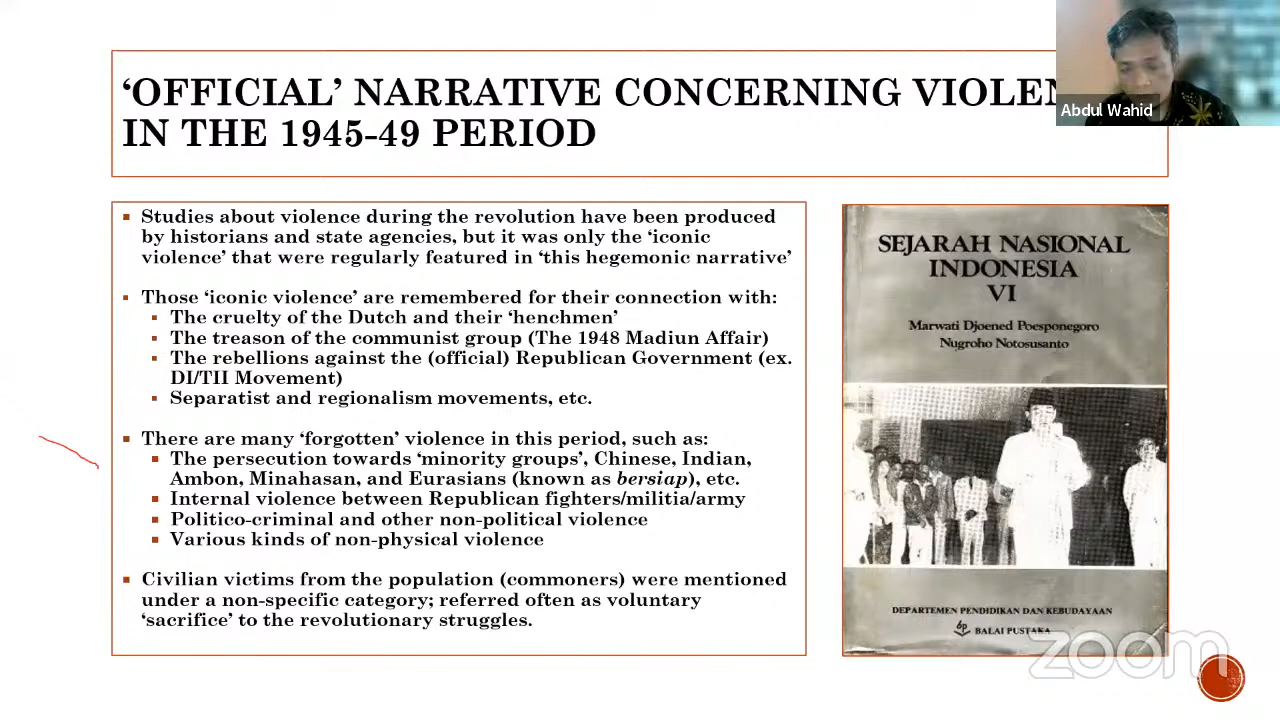 ‘OFFICIAL’ NARRATIVE CONCERNING VIOLEN
IN THE 1945-49 PERIOD
Abdul Wahid
▪ Studies about violence during the revolution have been produced
by historians and state agencies, but it was only the ‘iconic
violence’ that were regularly featured in ‘this hegemonic narrative’
▪ Those ‘iconic violence’ are remembered for their connection with:
▪ The cruelty of the Dutch and their ‘henchmen’
▪ The treason of the communist group (The 1948 Madiun Affair)
▪ The rebellions against the (official) Republican Government (ex.
DI/TII Movement)
▪ Separatist and regionalism movements, etc.
▪ There are many ‘forgotten’ violence in this period, such as:
▪ The persecution towards ‘minority groups’, Chinese, Indian,
Ambon, Minahasan, and Eurasians (known as bersiap), etc.
▪ Internal violence between Republican fighters/militia/army
▪ Politico-criminal and other non-political violence
▪ Various kinds of non-physical violence
▪ Civilian victims from the population (commoners) were mentioned
under a non-specific category; referred often as voluntary
‘sacrifice’ to the revolutionary struggles.
SEJARAH NASIONAL
INDONESIA
VI
Marwati Djoened Poesponegoro
Nugroho Notosusanto
DEPARTEMEN PENDIDIKAN DAN KEBUDAYAAN
BALAI PUSTAKA
zoom